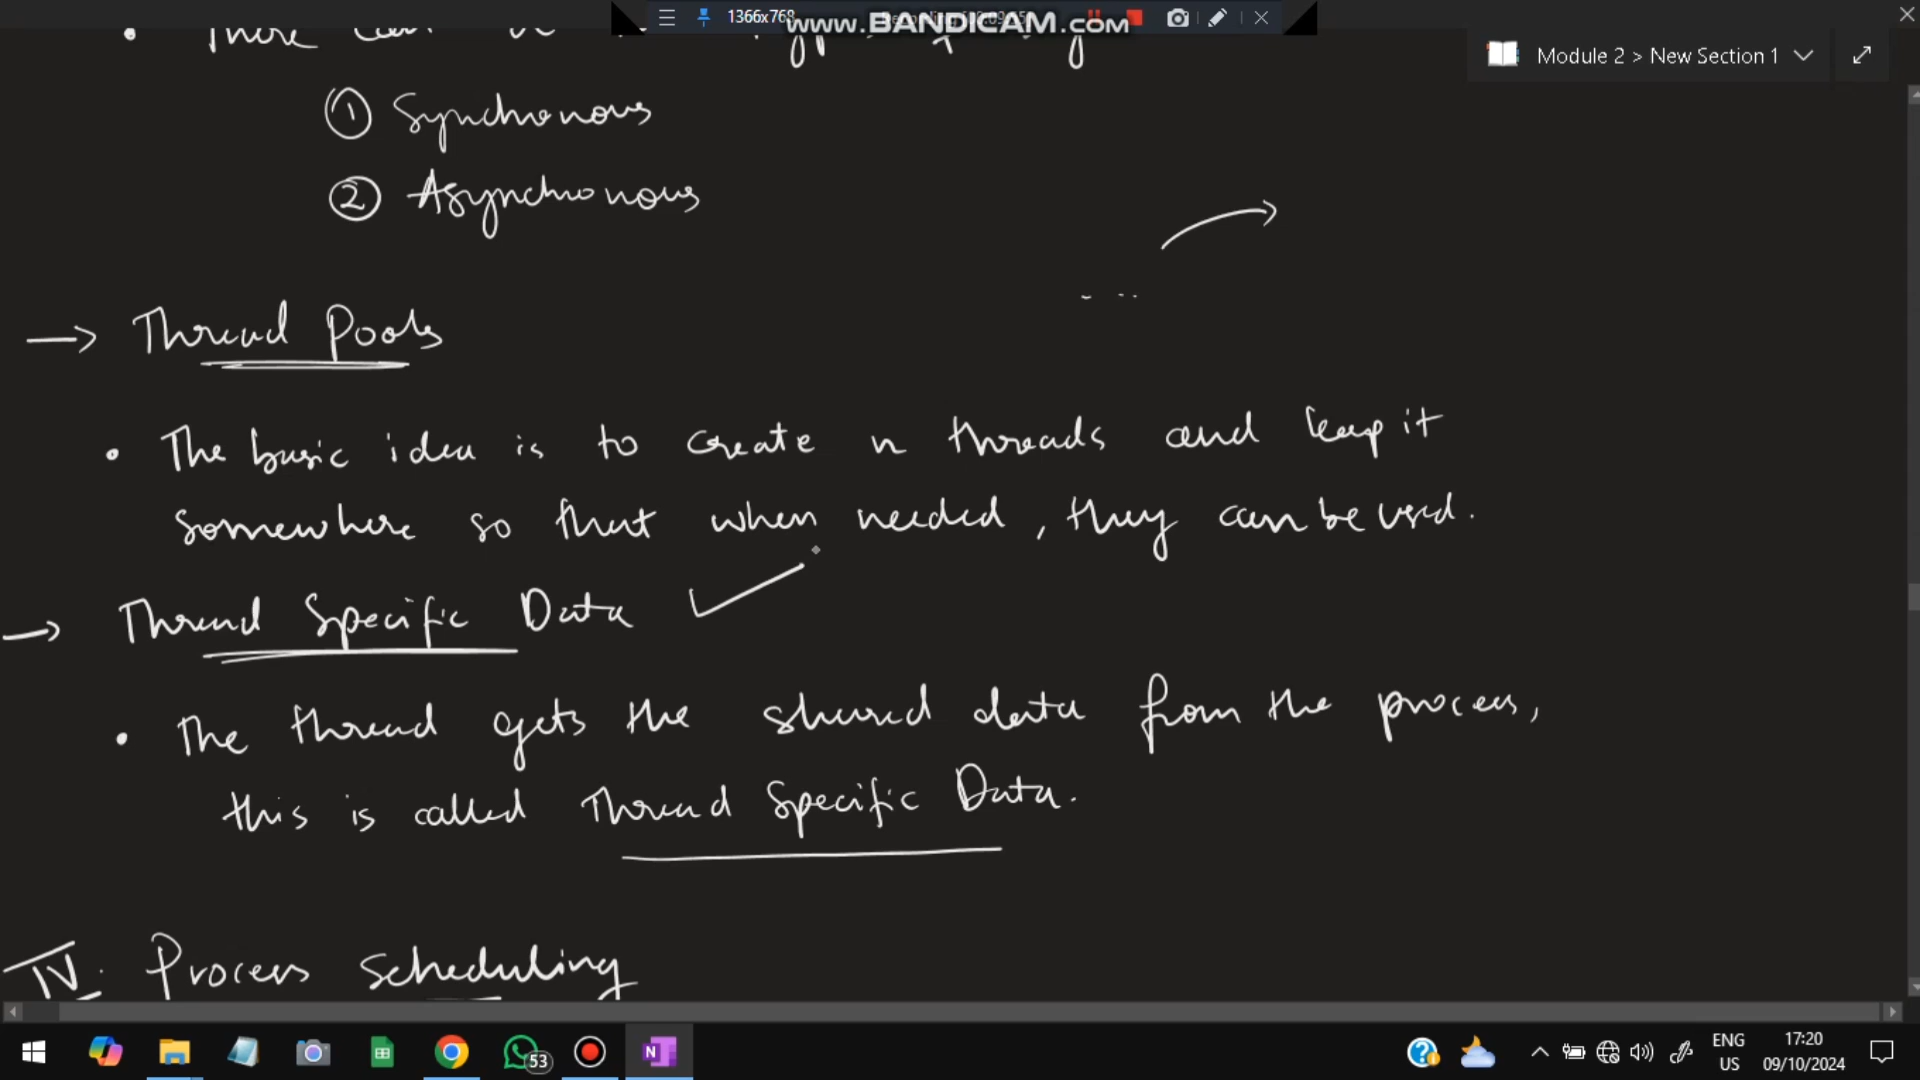 1366x768
www.BANDICAM.com
Module 2 > New Section 1
① Synchronous
② Asynchronous
→ Thread Pools
• The basic idea is to create n threads and keep it
somewhere so that when needed, they can be used.
→ Thread Specific Data ✓
• The thread gets the shared data from the process,
this is called Thread Specific Data.
IV. Process Scheduling
53
ENG
US
17:20
09/10/2024